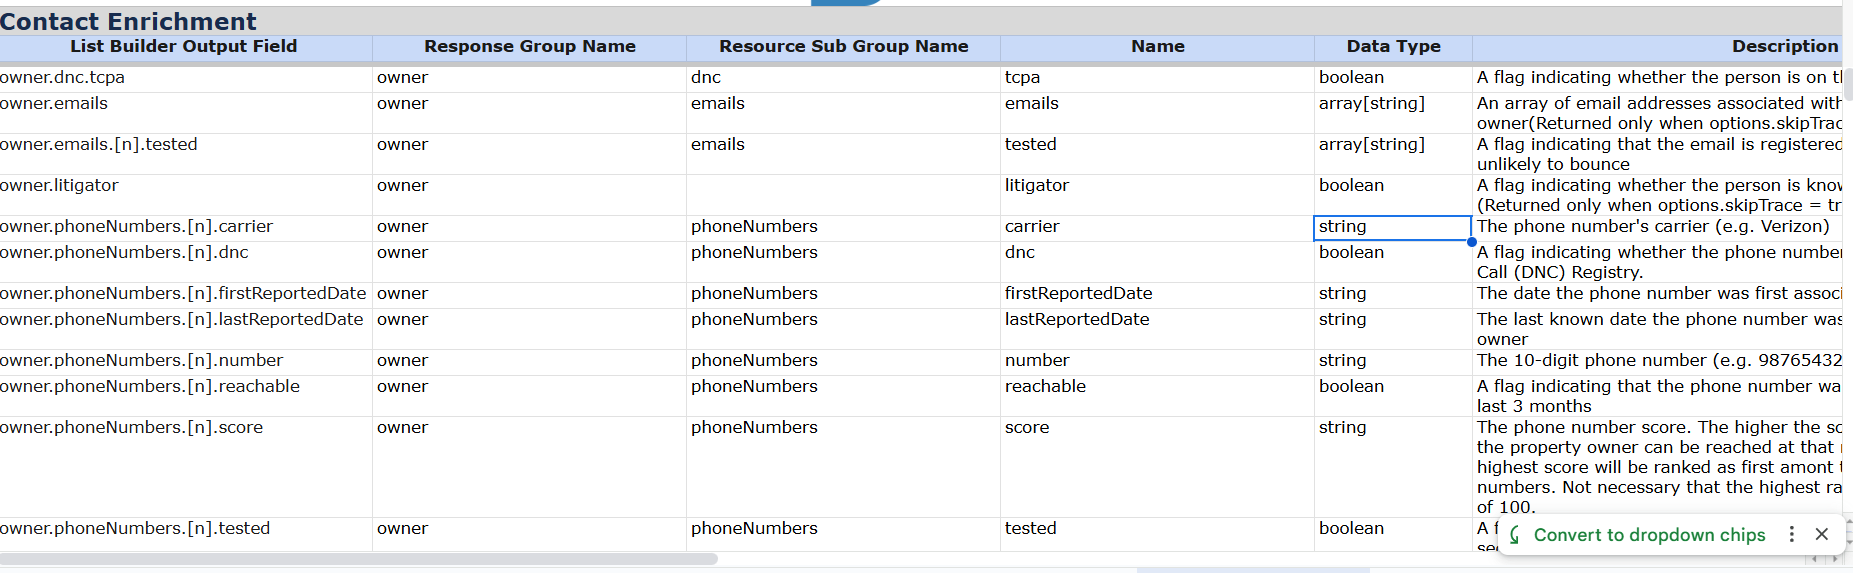 Contact Enrichment
List Builder Output Field Response Group Name Resource Sub Group Name Name Data Type Description
owner.dnc.tcpa owner dnc tcpa boolean A flag indicating whether the person is on
owner.emails owner emails emails array[string] An array of email addresses associated with
owner(Returned only when options.skipTrac
owner.emails.[n].tested owner emails tested array[string] A flag indicating that the email is registered
unlikely to bounce
owner.litigator owner litigator boolean A flag indicating whether the person is know
(Returned only when options.skipTrace = tr
owner.phoneNumbers.[n].carrier owner phoneNumbers carrier string The phone number's carrier (e.g. Verizon)
owner.phoneNumbers.[n].dnc owner phoneNumbers dnc boolean A flag indicating whether the phone number
Call (DNC) Registry.
owner.phoneNumbers.[n].firstReportedDate owner phoneNumbers firstReportedDate string The date the phone number was first associ
owner.phoneNumbers.[n].lastReportedDate owner phoneNumbers lastReportedDate string The last known date the phone number was
owner
owner.phoneNumbers.[n].number owner phoneNumbers number string The 10-digit phone number (e.g. 98765432
owner.phoneNumbers.[n].reachable owner phoneNumbers reachable boolean A flag indicating that the phone number wa
last 3 months
owner.phoneNumbers.[n].score owner phoneNumbers score string The phone number score. The higher the sc
the property owner can be reached at that
highest score will be ranked as first amont
numbers. Not necessary that the highest ra
of 100.
owner.phoneNumbers.[n].tested owner phoneNumbers tested boolean A
Convert to dropdown chips